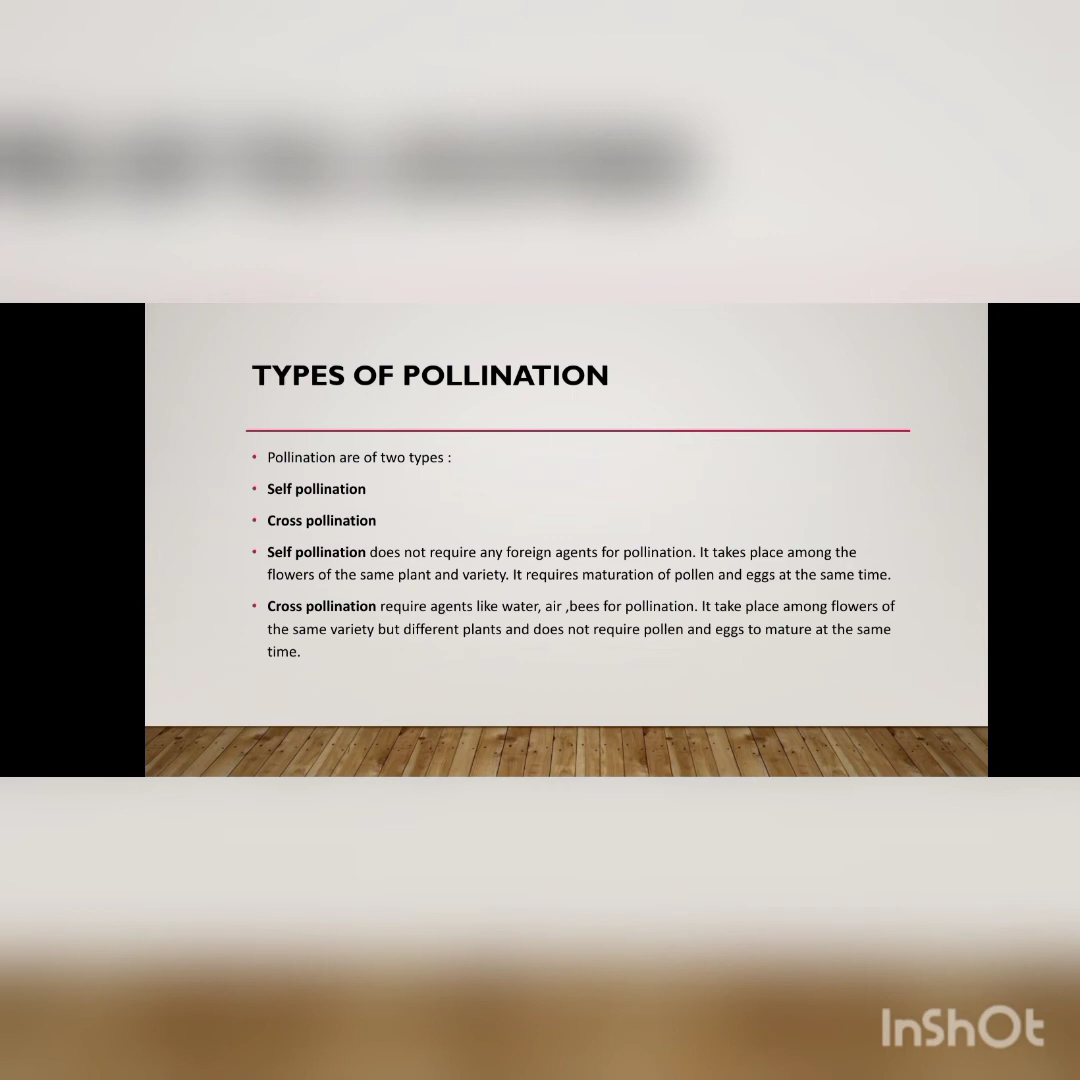 TYPES OF POLLINATION
• Pollination are of two types :
• Self pollination
• Cross pollination
• Self pollination does not require any foreign agents for pollination. It takes place among the
flowers of the same plant and variety. It requires maturation of pollen and eggs at the same time.
• Cross pollination require agents like water, air ,bees for pollination. It take place among flowers of
the same variety but different plants and does not require pollen and eggs to mature at the same
time.
InShOt